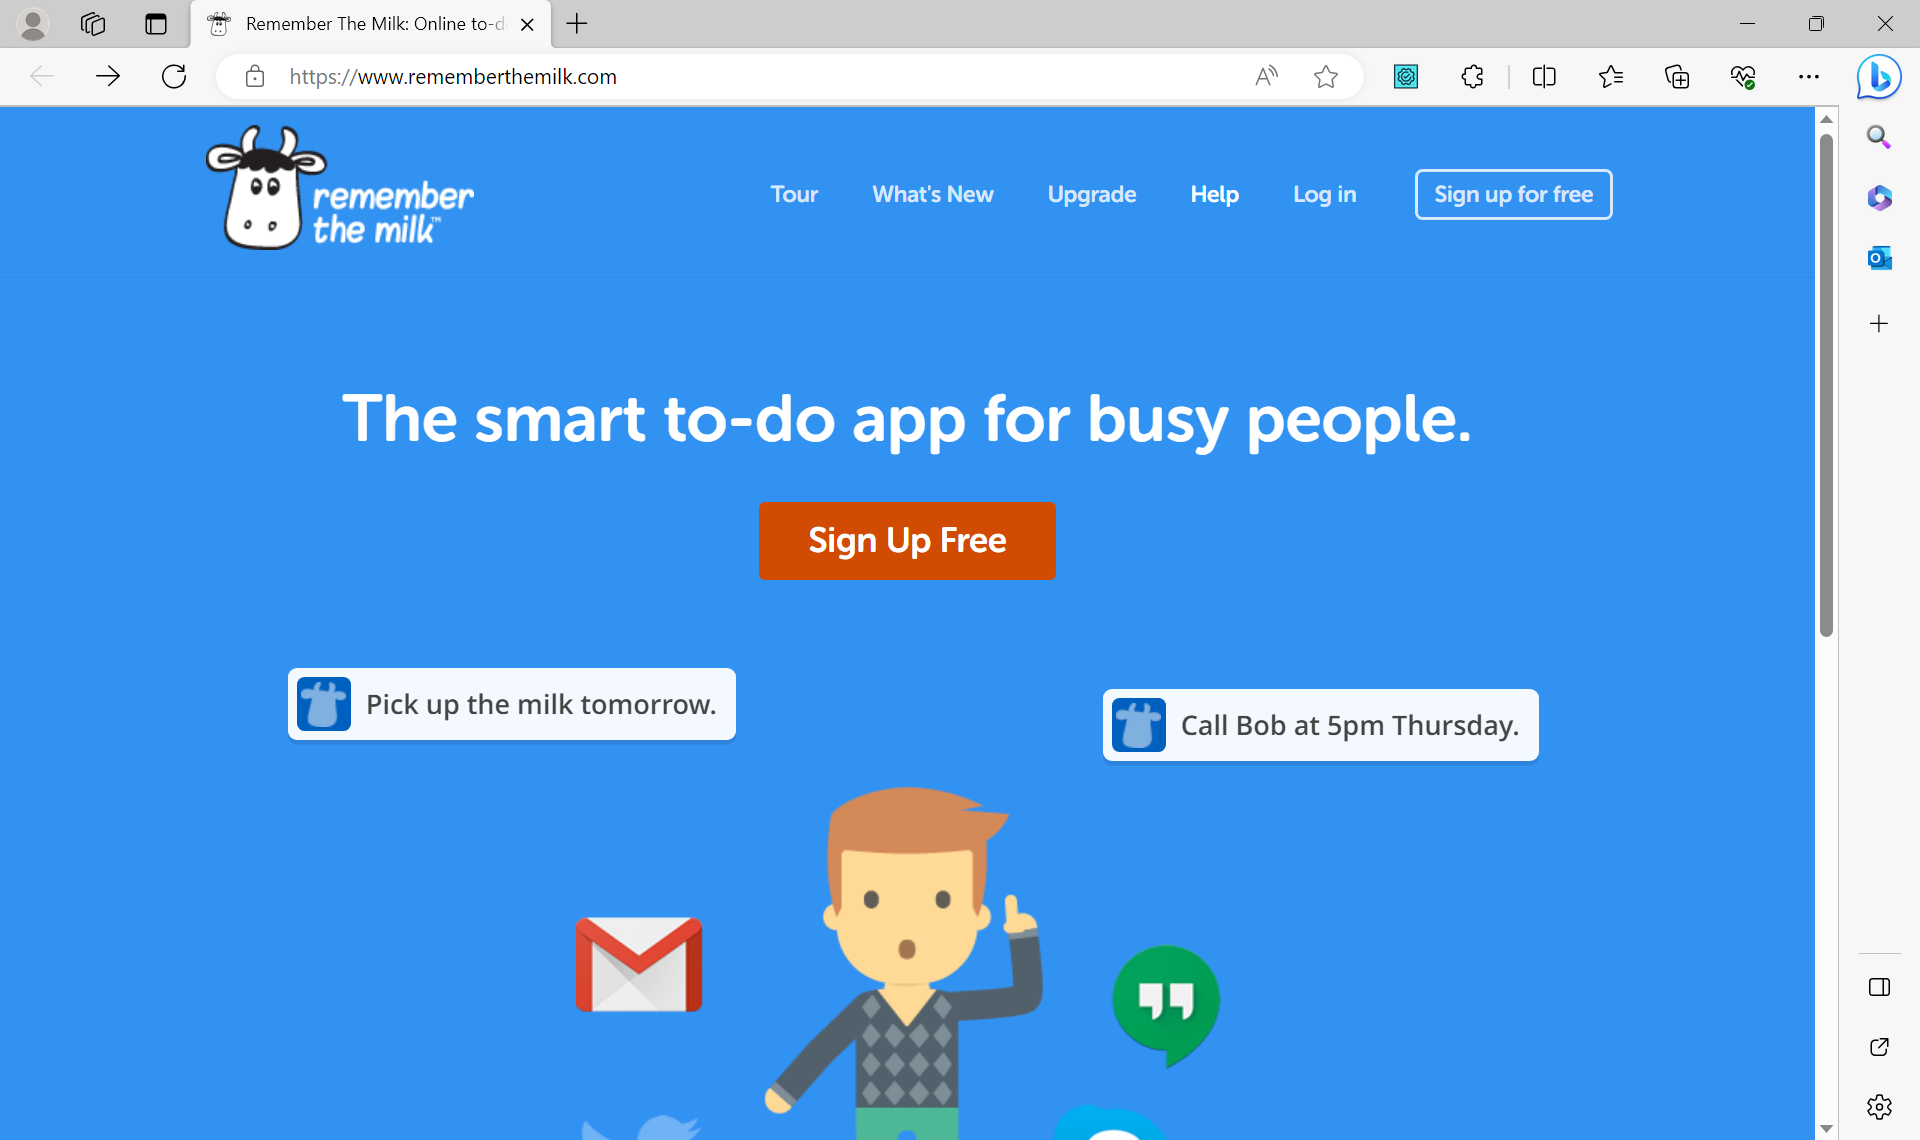 Remember The Milk: Online to-d
https://www.rememberthemilk.com
remember
the milk™
Tour What's New Upgrade Help Log in Sign up for free
The smart to-do app for busy people.
Sign Up Free
Pick up the milk tomorrow.
Call Bob at 5pm Thursday.